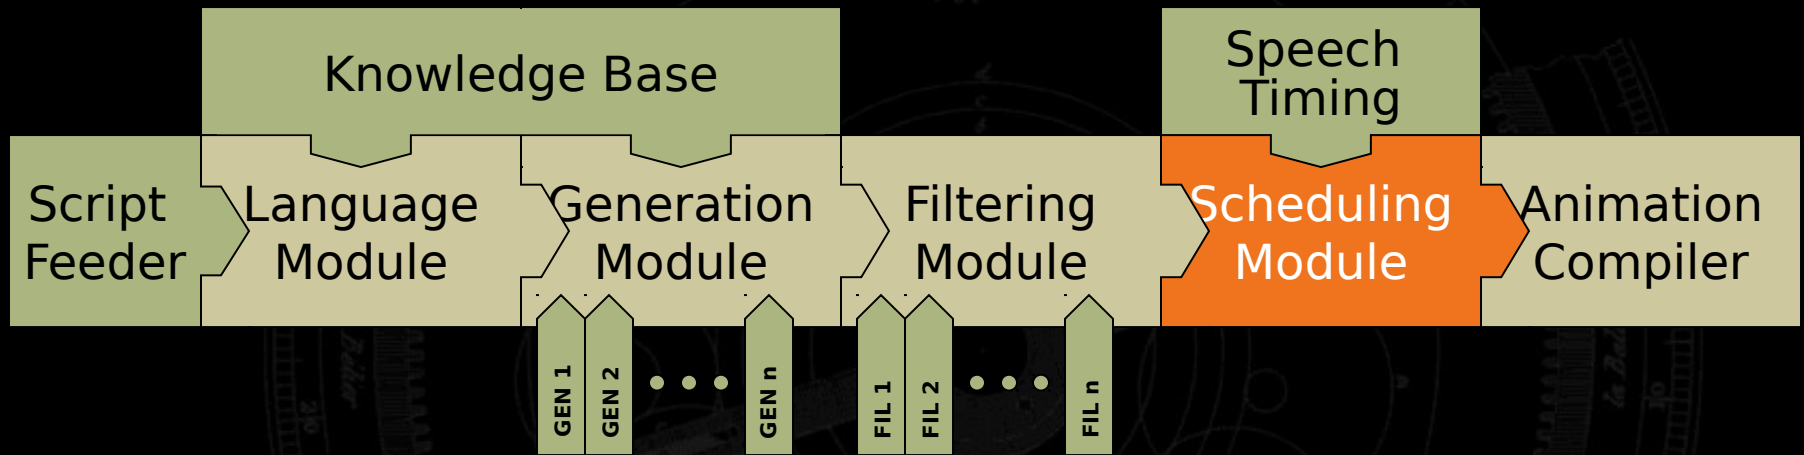 Knowledge Base
Speech
Timing
Script
Feeder
Language
Module
Generation
Module
Filtering
Module
Scheduling
Module
Animation
Compiler
GEN 1
GEN 2
GEN n
FIL 1
FIL 2
FIL n